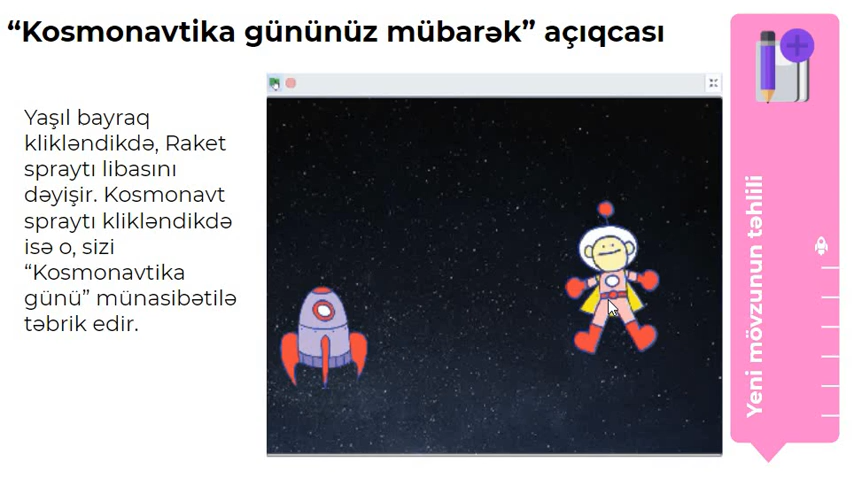 “Kosmonavtika gününüz mübarək” açıqcası
Yaşıl bayraq
klikləndikdə, Raket
spraytı libasını
dəyişir. Kosmonavt
spraytı klikləndikdə
isə o, sizi
“Kosmonavtika
günü” münasibətilə
təbrik edir.
Yeni mövzunun təhlili